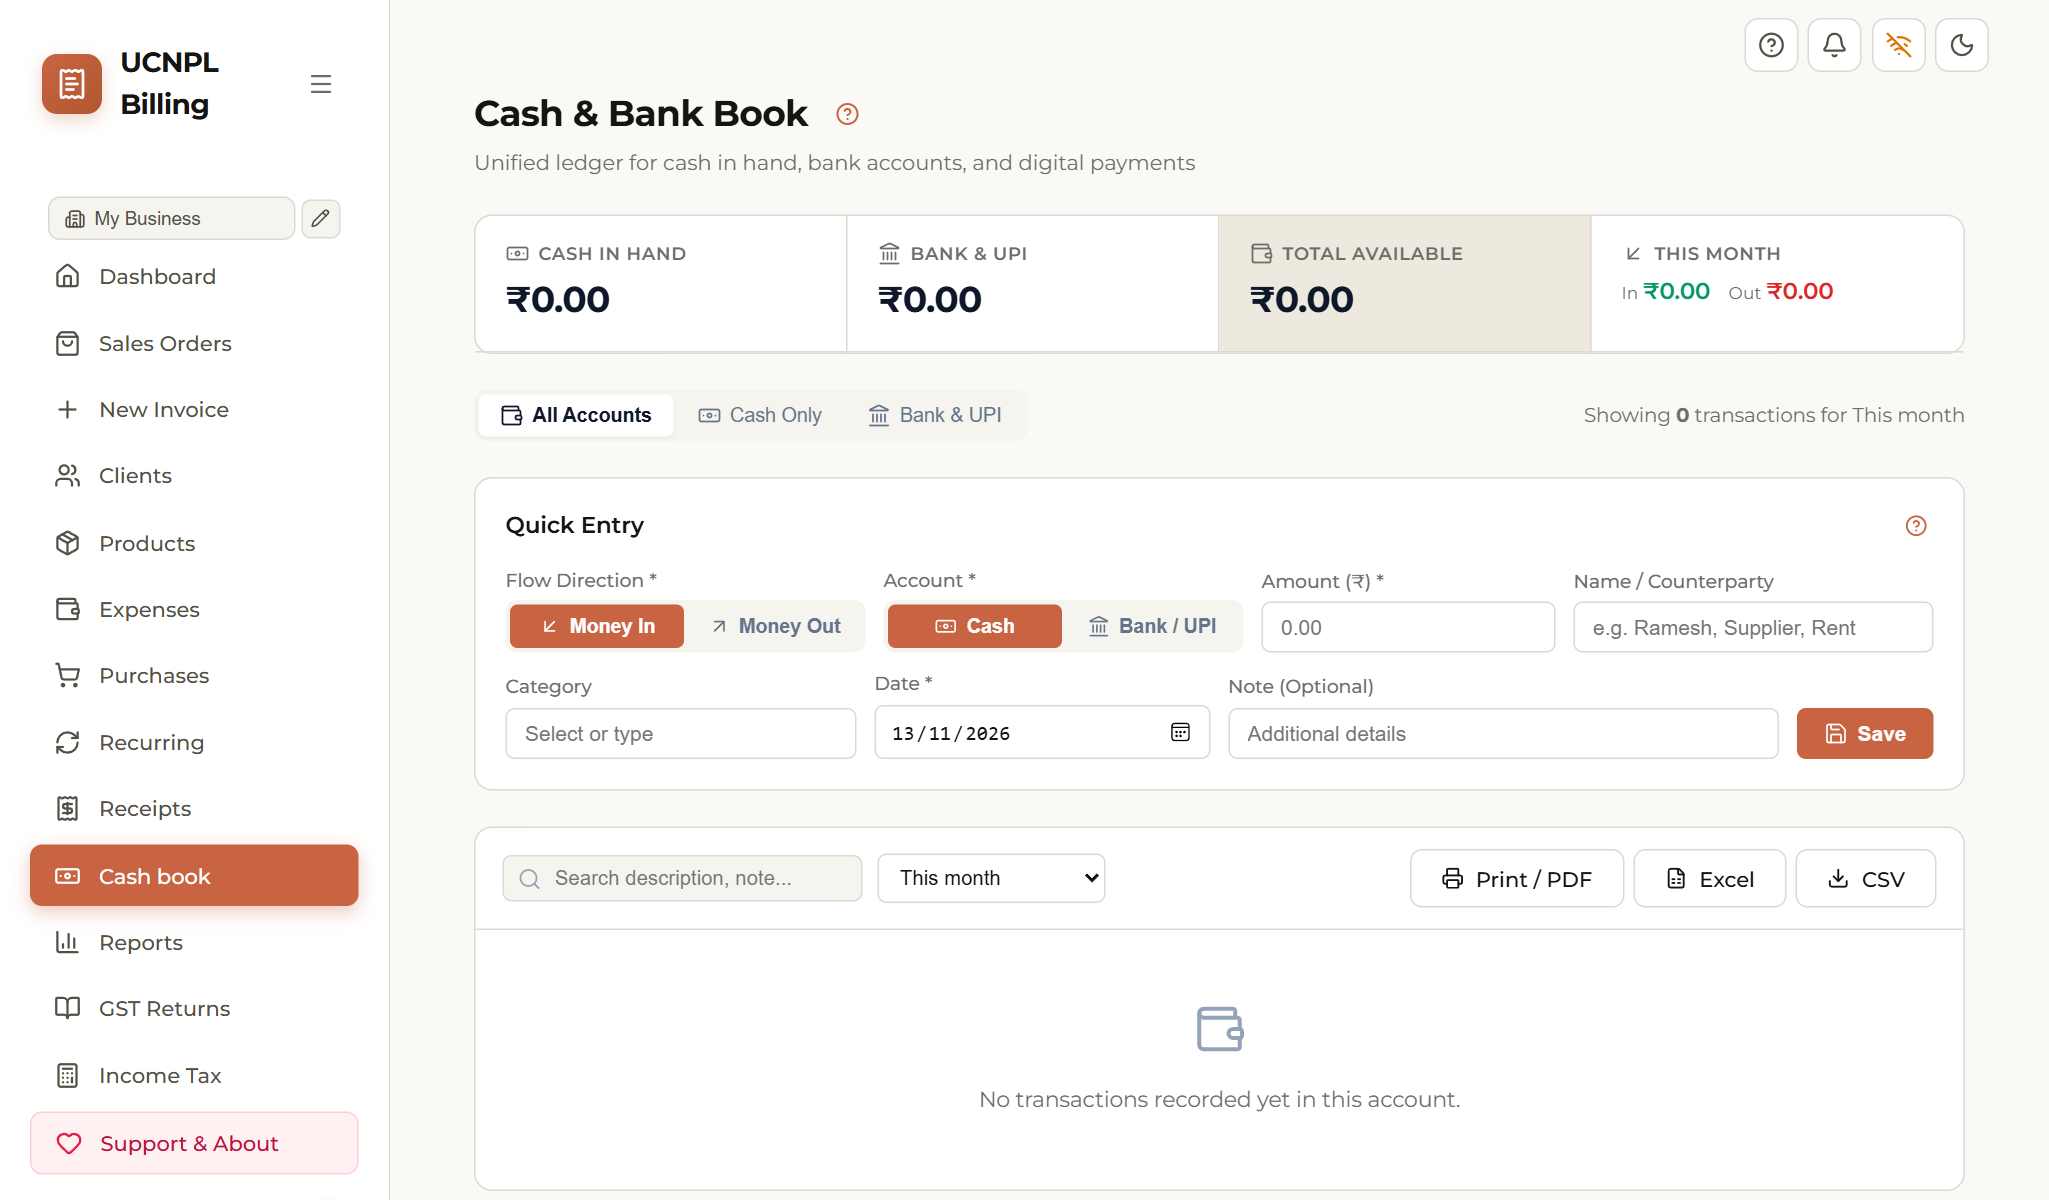 UCNPL
Billing
My Business
Dashboard
Sales Orders
New Invoice
Clients
Products
Expenses
Purchases
Recurring
Receipts
Cash book
Reports
GST Returns
Income Tax
Support & About
Cash & Bank Book
Unified ledger for cash in hand, bank accounts, and digital payments
CASH IN HAND
₹0.00
BANK & UPI
₹0.00
TOTAL AVAILABLE
₹0.00
THIS MONTH
In ₹0.00 Out ₹0.00
All Accounts Cash Only Bank & UPI
Showing 0 transactions for This month
Quick Entry
Flow Direction *
Money In Money Out
Account *
Cash Bank / UPI
Amount (₹) *
0.00
Name / Counterparty
e.g. Ramesh, Supplier, Rent
Category
Select or type
Date *
13/11/2026
Note (Optional)
Additional details
Save
Search description, note...
This month
Print / PDF
Excel
CSV
No transactions recorded yet in this account.